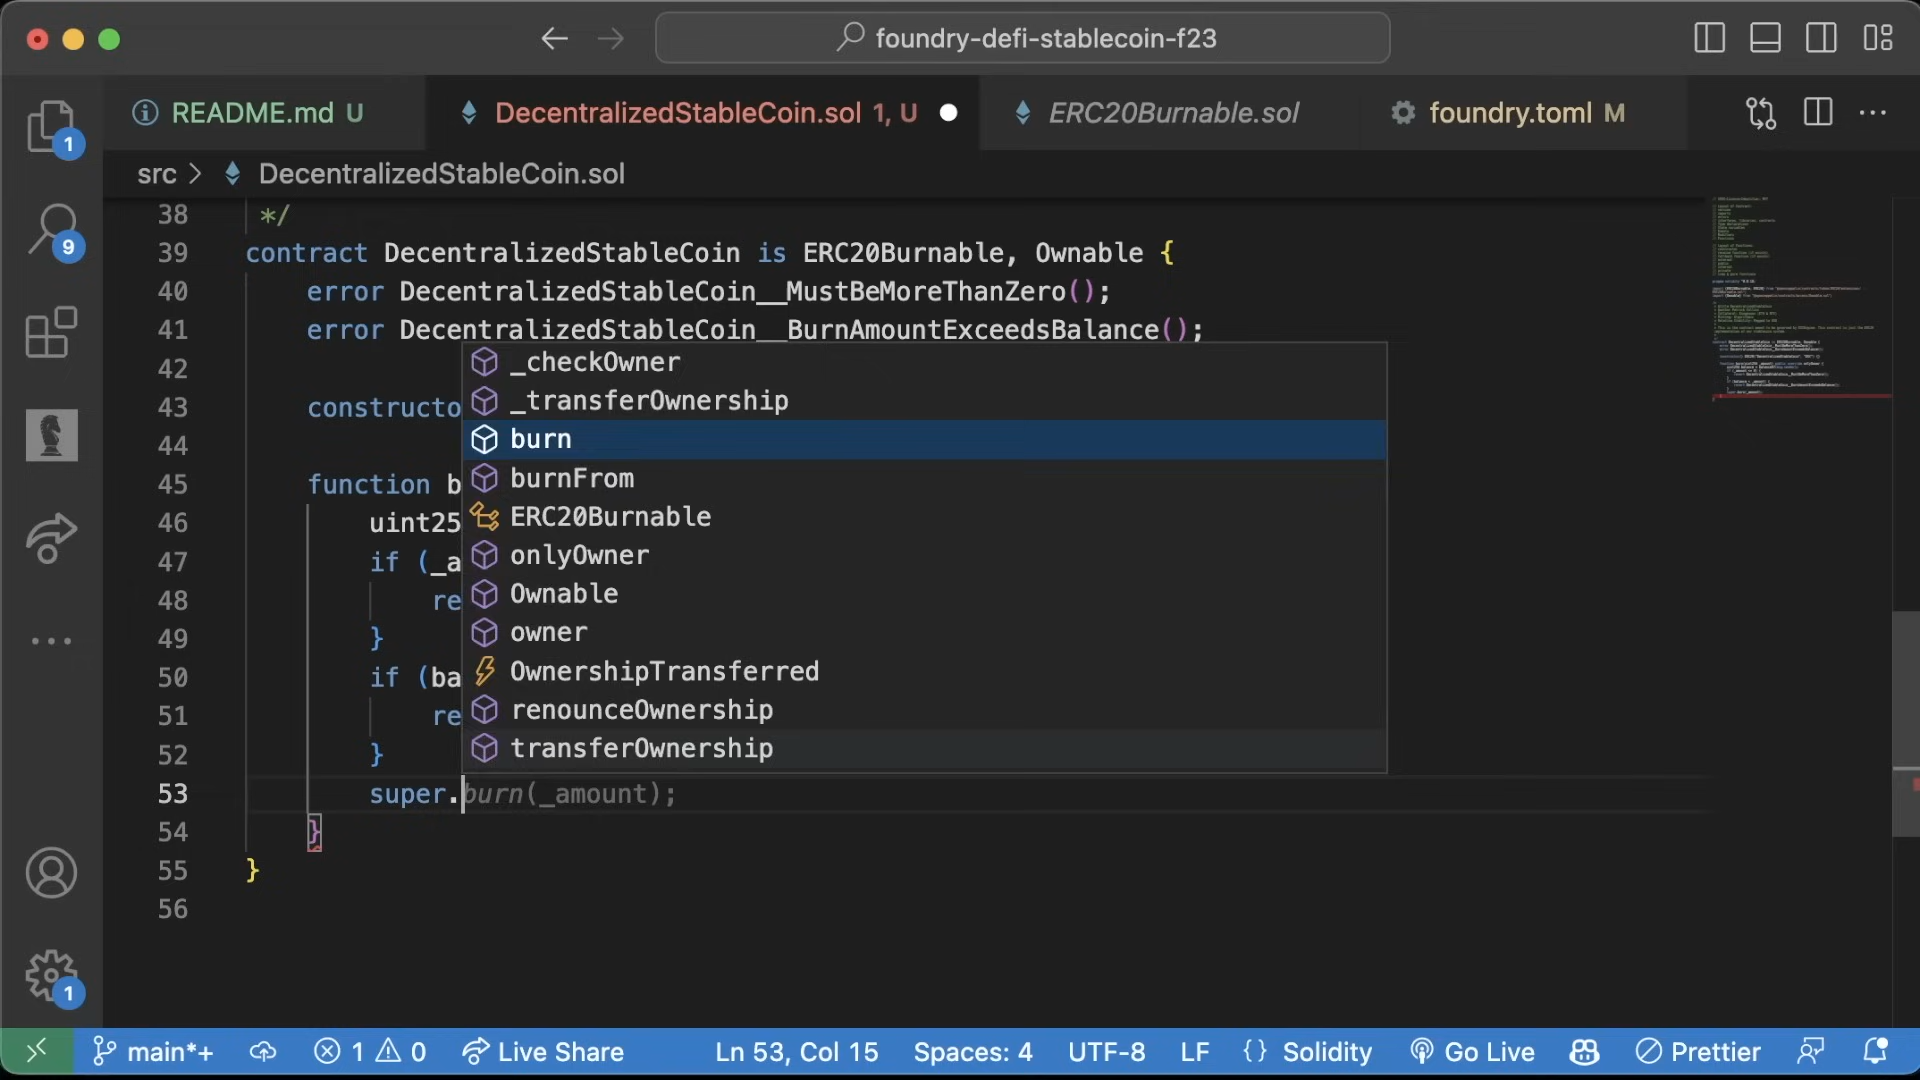 foundry-defi-stablecoin-f23
README.md U
DecentralizedStableCoin.sol 1, U
ERC20Burnable.sol
foundry.toml M
src > DecentralizedStableCoin.sol
1
9
1
38 */
39 contract DecentralizedStableCoin is ERC20Burnable, Ownable {
40 error DecentralizedStableCoin__MustBeMoreThanZero();
41 error DecentralizedStableCoin__BurnAmountExceedsBalance();
42
43 constructo
44
45 function b
46 uint25
47 if (_a
48 re
49 }
50 if (ba
51 re
52 }
53 super.burn(_amount);
54 }
55 }
56
_checkOwner
_transferOwnership
burn
burnFrom
ERC20Burnable
onlyOwner
Ownable
owner
OwnershipTransferred
renounceOwnership
transferOwnership
main*+ 1 0 Live Share Ln 53, Col 15 Spaces: 4 UTF-8 LF {} Solidity Go Live Prettier